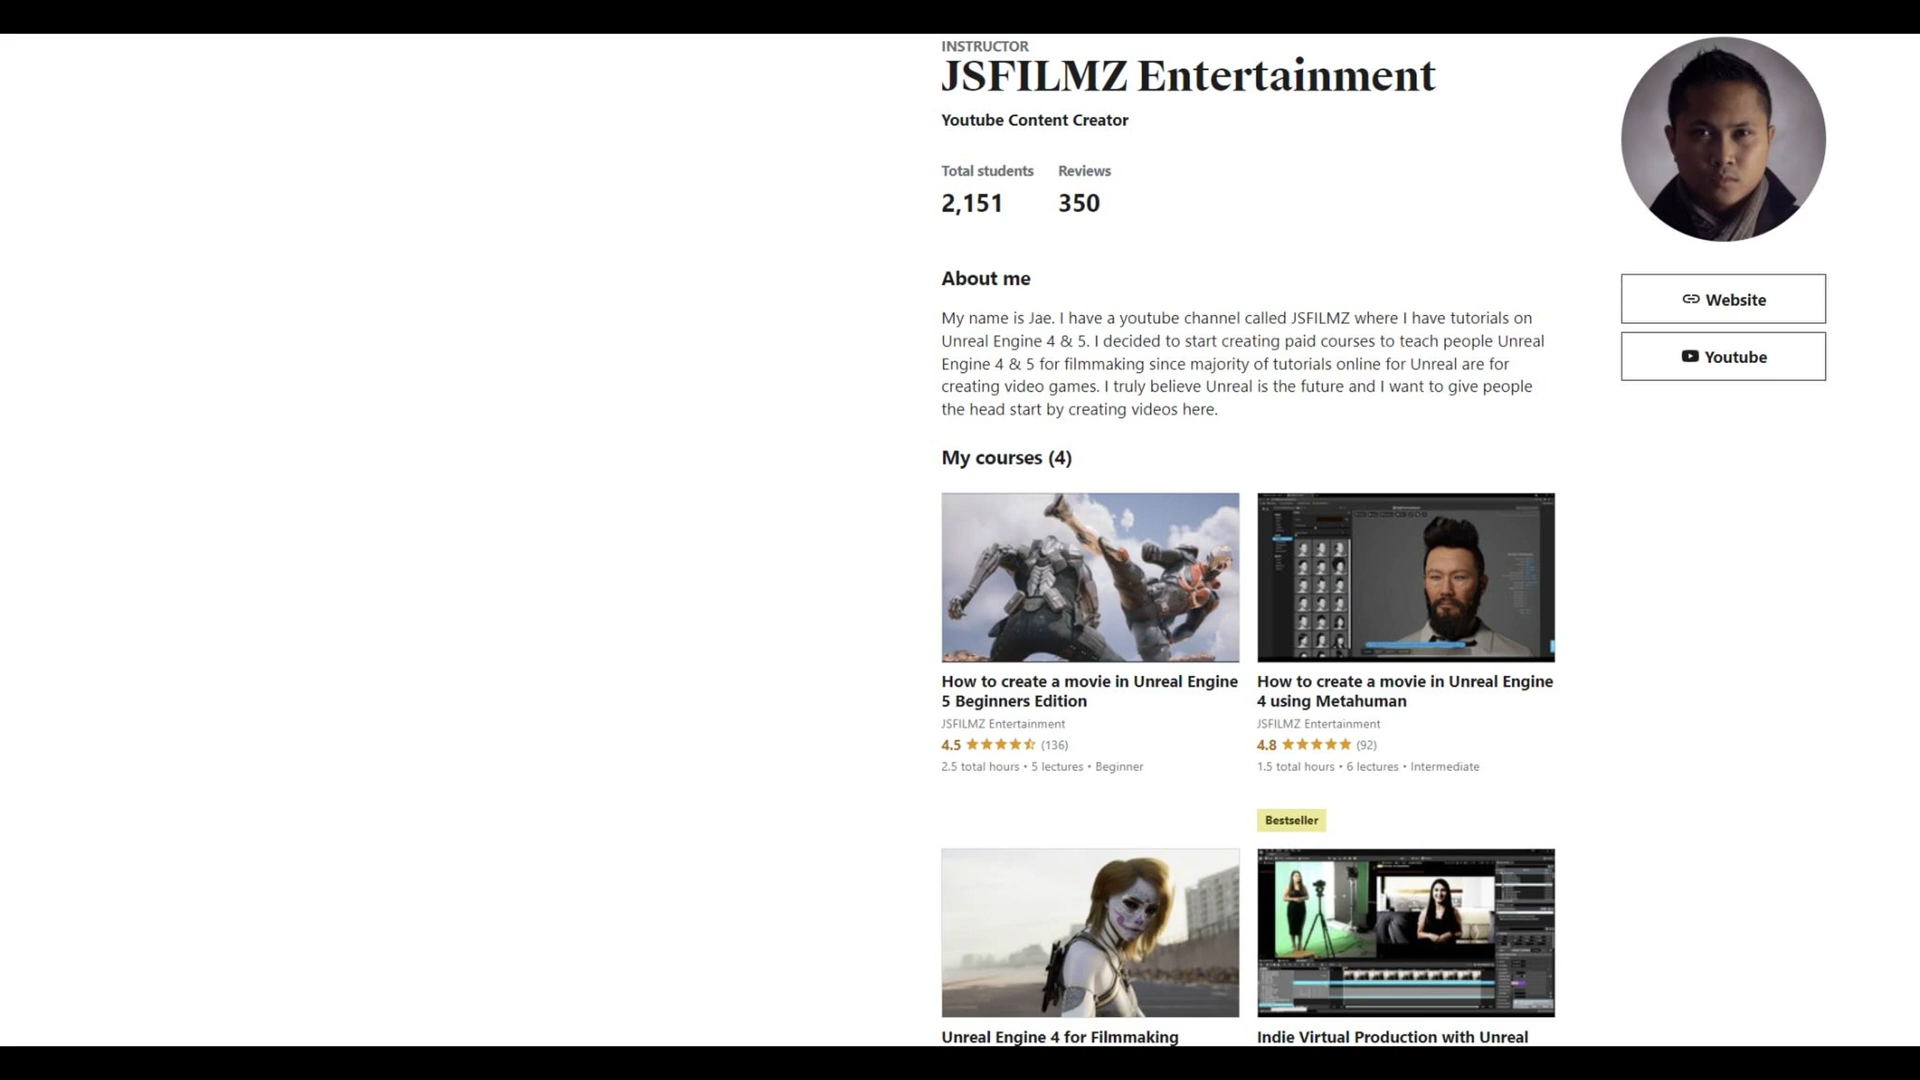 INSTRUCTOR
JSFILMZ Entertainment
Youtube Content Creator
Total students
Reviews
2,151
350
About me
My name is Jae. I have a youtube channel called JSFILMZ where I have tutorials on
Unreal Engine 4 & 5. I decided to start creating paid courses to teach people Unreal
Engine 4 & 5 for filmmaking since majority of tutorials online for Unreal are for
creating video games. I truly believe Unreal is the future and I want to give people
the head start by creating videos here.
Website
Youtube
My courses (4)
How to create a movie in Unreal Engine
5 Beginners Edition
JSFILMZ Entertainment
4.5 (136)
2.5 total hours • 5 lectures • Beginner
How to create a movie in Unreal Engine
4 using Metahuman
JSFILMZ Entertainment
4.8 (92)
1.5 total hours • 6 lectures • Intermediate
Bestseller
Unreal Engine 4 for Filmmaking
Indie Virtual Production with Unreal